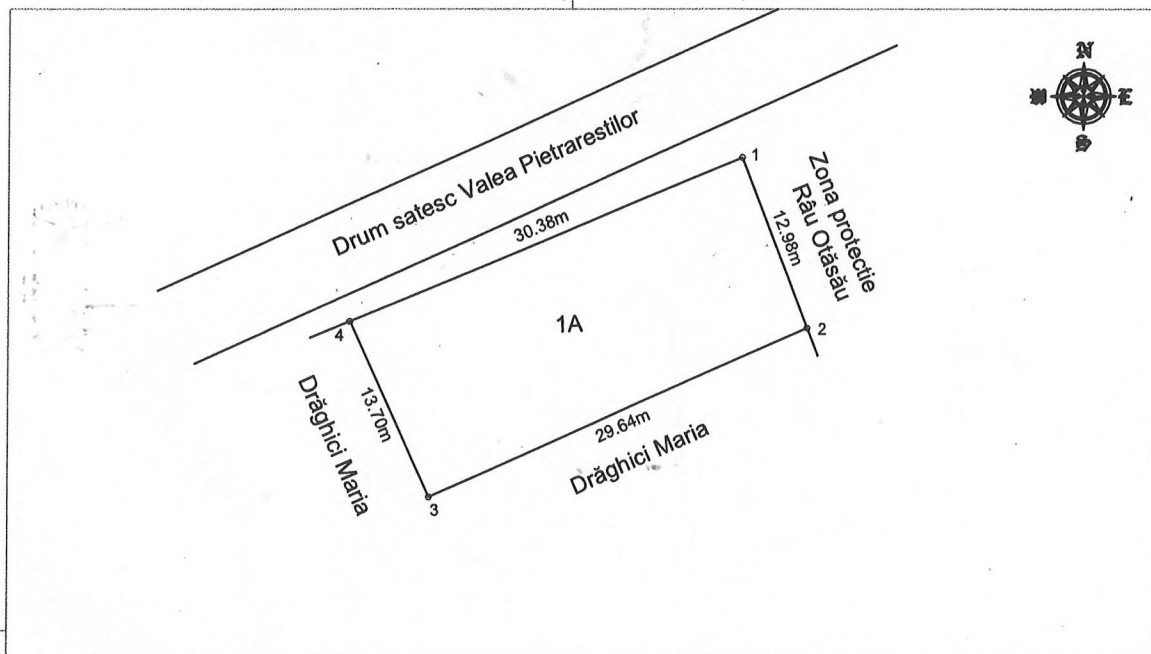 N
E
S
Drum satesc Valea Pietrarestilor
1
Zona protectie
Râu Otăsău
30.38m
12.98m
4
1A
2
Drăghici Maria
13.70m
29.64m
Drăghici Maria
3